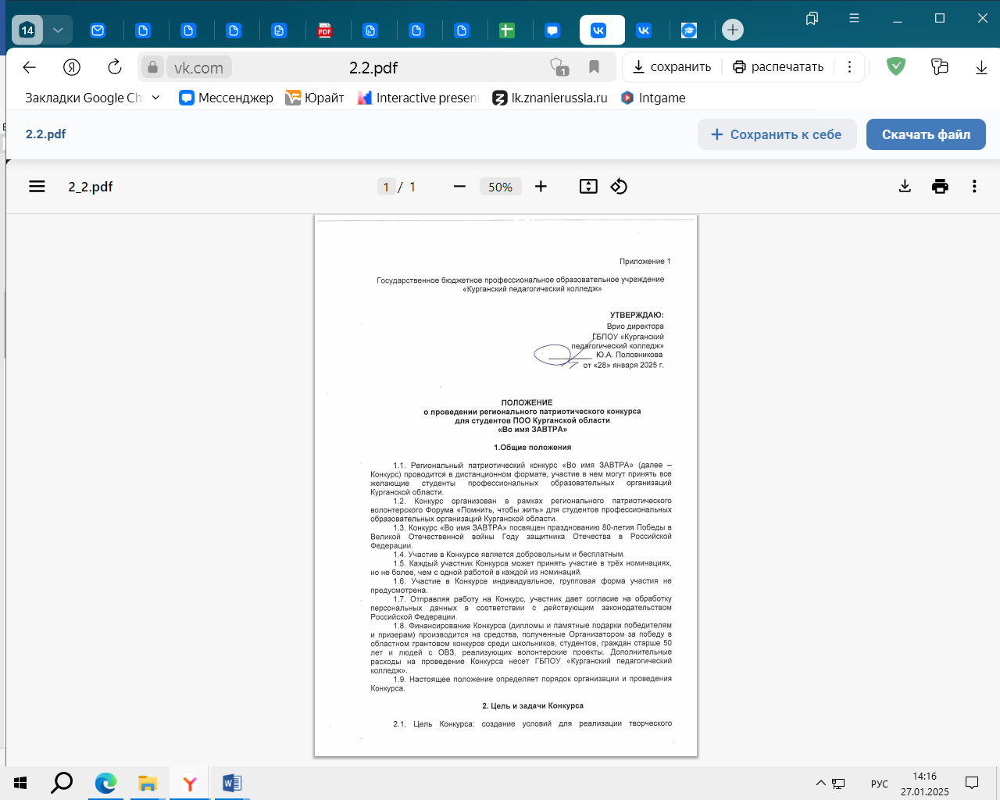 14
vk.com
2.2.pdf
1
сохранить
распечатать
Закладки Google Ch
Мессенджер
Юрайт
Interactive present
lk.znanierussia.ru
Intgame
2.2.pdf
Сохранить к себе
Скачать файл
2_2.pdf
1 / 1
50%
Приложение 1
Государственное бюджетное профессиональное образовательное учреждение
«Курганский педагогический колледж»
УТВЕРЖДАЮ:
Врио директора
ГБПОУ «Курганский
педагогический колледж»
Ю.А. Половникова
от «28» января 2025 г.
ПОЛОЖЕНИЕ
о проведении регионального патриотического конкурса
для студентов ПОО Курганской области
«Во имя ЗАВТРА»
1.Общие положения
1.1. Региональный патриотический конкурс «Во имя ЗАВТРА» (далее –
Конкурс) проводится в дистанционном формате, участие в нем могут принять все
желающие студенты профессиональных образовательных организаций
Курганской области.
1.2. Конкурс организован в рамках регионального патриотического
волонтерского Форума «Помнить, чтобы жить» для студентов профессиональных
образовательных организаций Курганской области.
1.3. Конкурс «Во имя ЗАВТРА» посвящен празднованию 80-летия Победы в
Великой Отечественной войны Году защитника Отечества в Российской
Федерации.
1.4. Участие в Конкурсе является добровольным и бесплатным.
1.5. Каждый участник Конкурса может принять участие в трёх номинациях,
но не более, чем с одной работой в каждой из номинаций.
1.6. Участие в Конкурсе индивидуальное, групповая форма участия не
предусмотрена.
1.7. Отправляя работу на Конкурс, участник дает согласие на обработку
персональных данных в соответствии с действующим законодательством
Российской Федерации.
1.8. Финансирование Конкурса (дипломы и памятные подарки победителям
и призерам) производится на средства, полученные Организатором за победу в
областном грантовом конкурсе среди школьников, студентов, граждан старше 50
лет и людей с ОВЗ, реализующих волонтерские проекты. Дополнительные
расходы на проведение Конкурса несет ГБПОУ «Курганский педагогический
колледж».
1.9. Настоящее положение определяет порядок организации и проведения
Конкурса.
2. Цель и задачи Конкурса
2.1. Цель Конкурса: создание условий для реализации творческого
РУС
14:16
27.01.2025